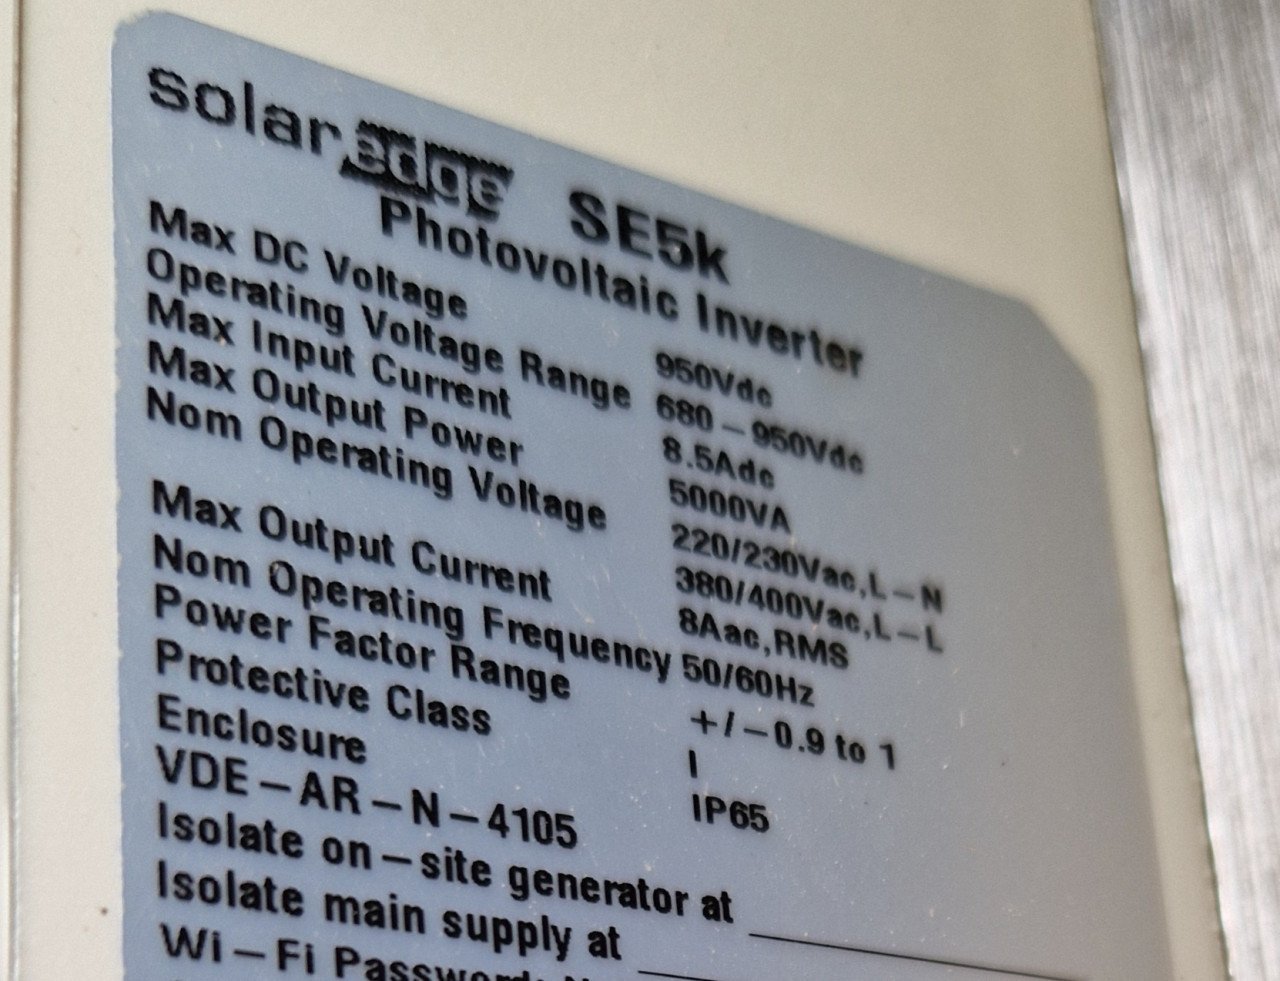 solaredge SE5k
Photovoltaic Inverter
Max DC Voltage 950Vdc
Operating Voltage Range 680-950Vdc
Max Input Current 8.5Adc
Max Output Power 5000VA
Nom Operating Voltage 220/230Vac,L-N
380/400Vac,L-L
Max Output Current 8Aac,RMS
Nom Operating Frequency 50/60Hz
Power Factor Range +/-0.9 to 1
Protective Class I
Enclosure IP65
VDE-AR-N-4105
Isolate on-site generator at
Isolate main supply at
Wi-Fi Password: